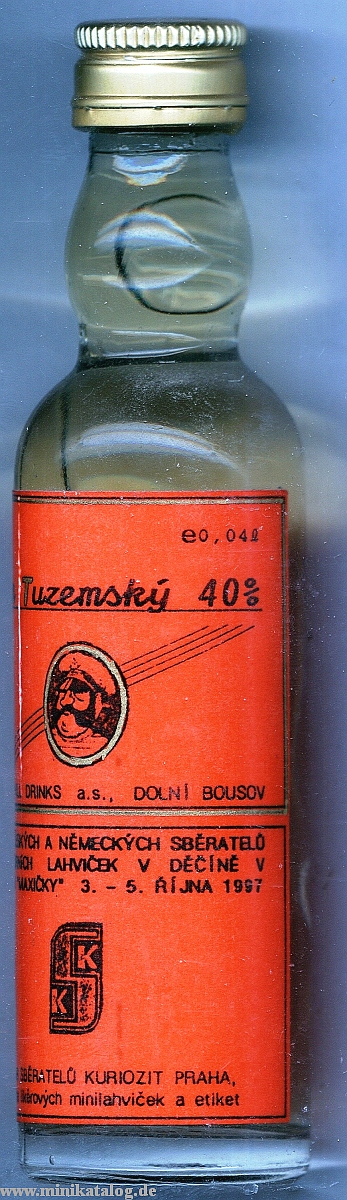 e0,04ℓ
Tuzemský 40%
DRINKS a.s., DOLNÍ BOUSOV
SKÝCH A NĚMECKÝCH SBĚRATELŮ
NÍCH LAHVIČEK V DĚČÍNĚ V
"MAXIČKY" 3. - 5. ŘÍJNA 1997
K
K
SBĚRATELŮ KURIOZIT PRAHA,
likérových minilahviček a etiket
www.minikatalog.de